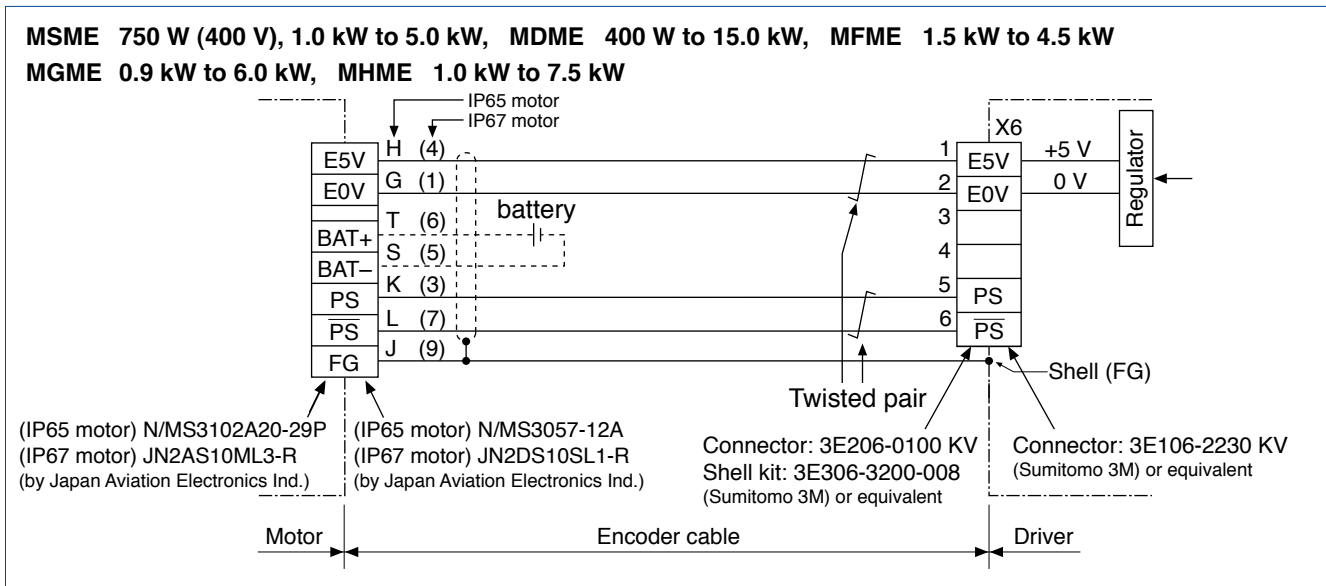 MSME 750 W (400 V), 1.0 kW to 5.0 kW, MDME 400 W to 15.0 kW, MFME 1.5 kW to 4.5 kW
MGME 0.9 kW to 6.0 kW, MHME 1.0 kW to 7.5 kW
IP65 motor
IP67 motor
X6
H (4)
E5V
1
E5V
+5 V
G (1)
E0V
2
E0V
0 V
Regulator
T (6)
battery
3
BAT+
S (5)
4
BAT–
K (3)
5
PS
PS
L (7)
6
PS
PS
J (9)
FG
Shell (FG)
Twisted pair
(IP65 motor) N/MS3102A20-29P
(IP67 motor) JN2AS10ML3-R
(by Japan Aviation Electronics Ind.)
(IP65 motor) N/MS3057-12A
(IP67 motor) JN2DS10SL1-R
(by Japan Aviation Electronics Ind.)
Connector: 3E206-0100 KV
Shell kit: 3E306-3200-008
(Sumitomo 3M) or equivalent
Connector: 3E106-2230 KV
(Sumitomo 3M) or equivalent
Motor
Encoder cable
Driver